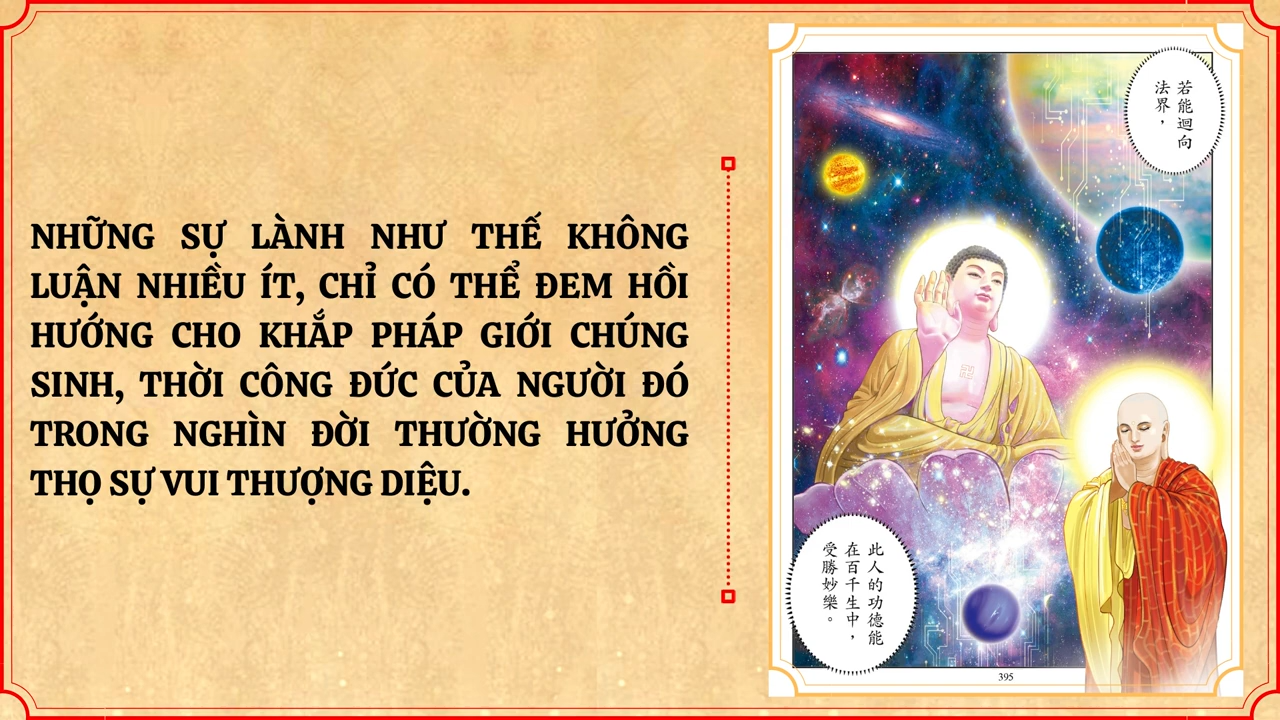 NHỮNG SỰ LÀNH NHƯ THẾ KHÔNG
LUẬN NHIỀU ÍT, CHỈ CÓ THỂ ĐEM HỒI
HƯỚNG CHO KHẮP PHÁP GIỚI CHÚNG
SINH, THỜI CÔNG ĐỨC CỦA NGƯỜI ĐÓ
TRONG NGHÌN ĐỜI THƯỜNG HƯỞNG
THỌ SỰ VUI THƯỢNG DIỆU.
若能迴向
法界，
此人的功德能
在百千生中，
受勝妙樂。
395